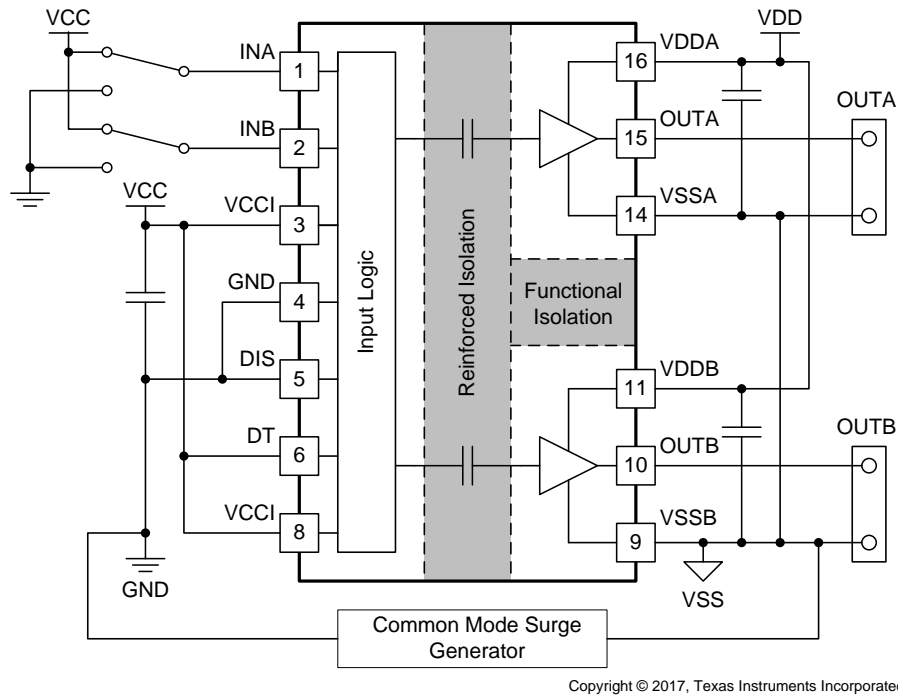 VCC
INA
1
INB
2
VCC
VCCI
3
GND
4
DIS
5
DT
6
VCCI
8
GND
Input Logic
Reinforced Isolation
Functional
Isolation
VDD
VDDA
16
OUTA
15
VSSA
14
OUTA
VDDB
11
OUTB
10
VSSB
9
OUTB
VSS
Common Mode Surge
Generator
Copyright © 2017, Texas Instruments Incorporated